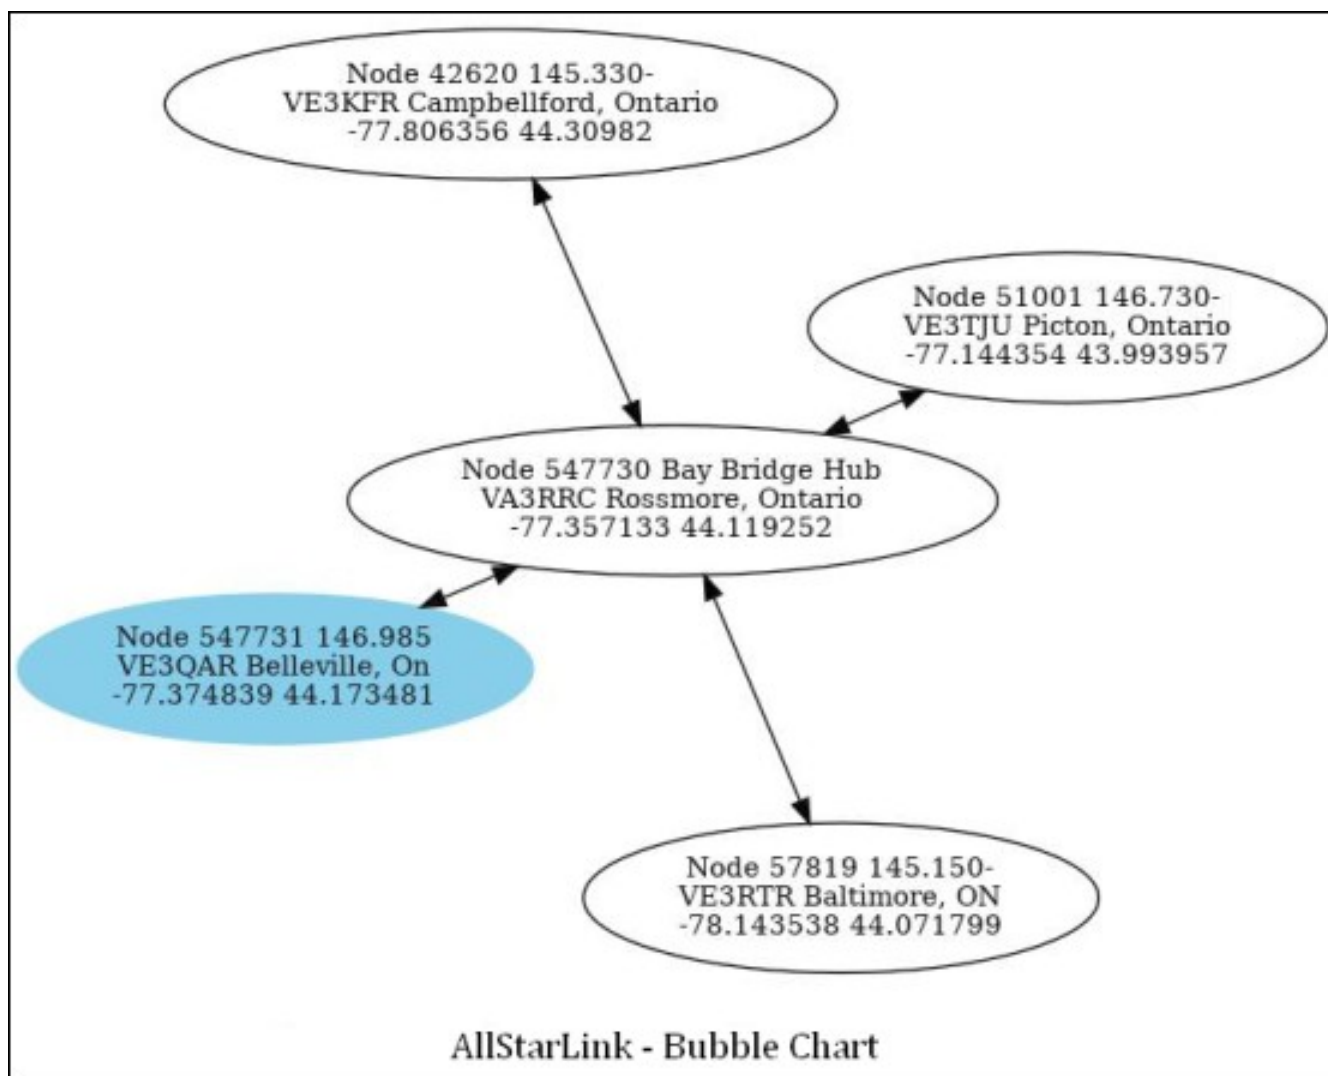 Node 42620 145.330-
VE3KFR Campbellford, Ontario
-77.806356 44.30982
Node 51001 146.730-
VE3TJU Picton, Ontario
-77.144354 43.993957
Node 547730 Bay Bridge Hub
VA3RRC Rossmore, Ontario
-77.357133 44.119252
Node 547731 146.985
VE3QAR Belleville, On
-77.374839 44.173481
Node 57819 145.150-
VE3RTR Baltimore, ON
-78.143538 44.071799
AllStarLink - Bubble Chart